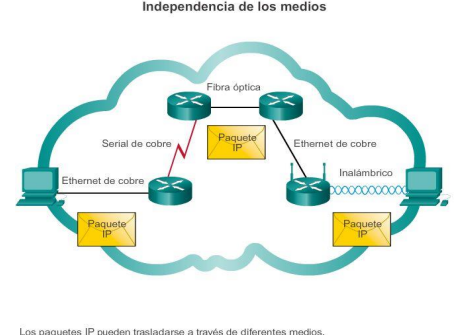 Independencia de los medios
Fibra óptica
Serial de cobre
Paquete
IP
Ethernet de cobre
Ethernet de cobre
Inalámbrico
Paquete
IP
Paquete
IP
Los paquetes IP pueden trasladarse a través de diferentes medios.